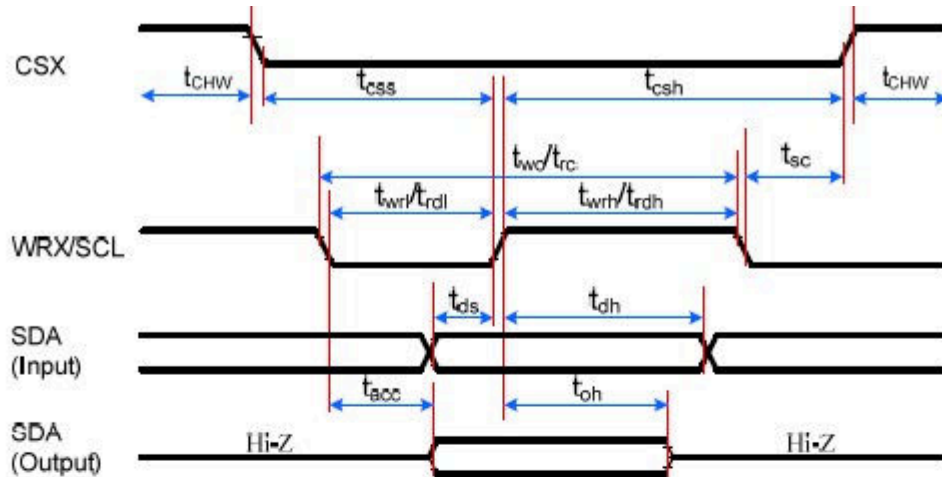 CSX
tCHW
tcss
tcsh
tCHW
twc/trc
tsc
twrl/trdl
twrh/trdh
WRX/SCL
tds
tdh
SDA
(Input)
tacc
toh
SDA
(Output)
Hi-Z
Hi-Z